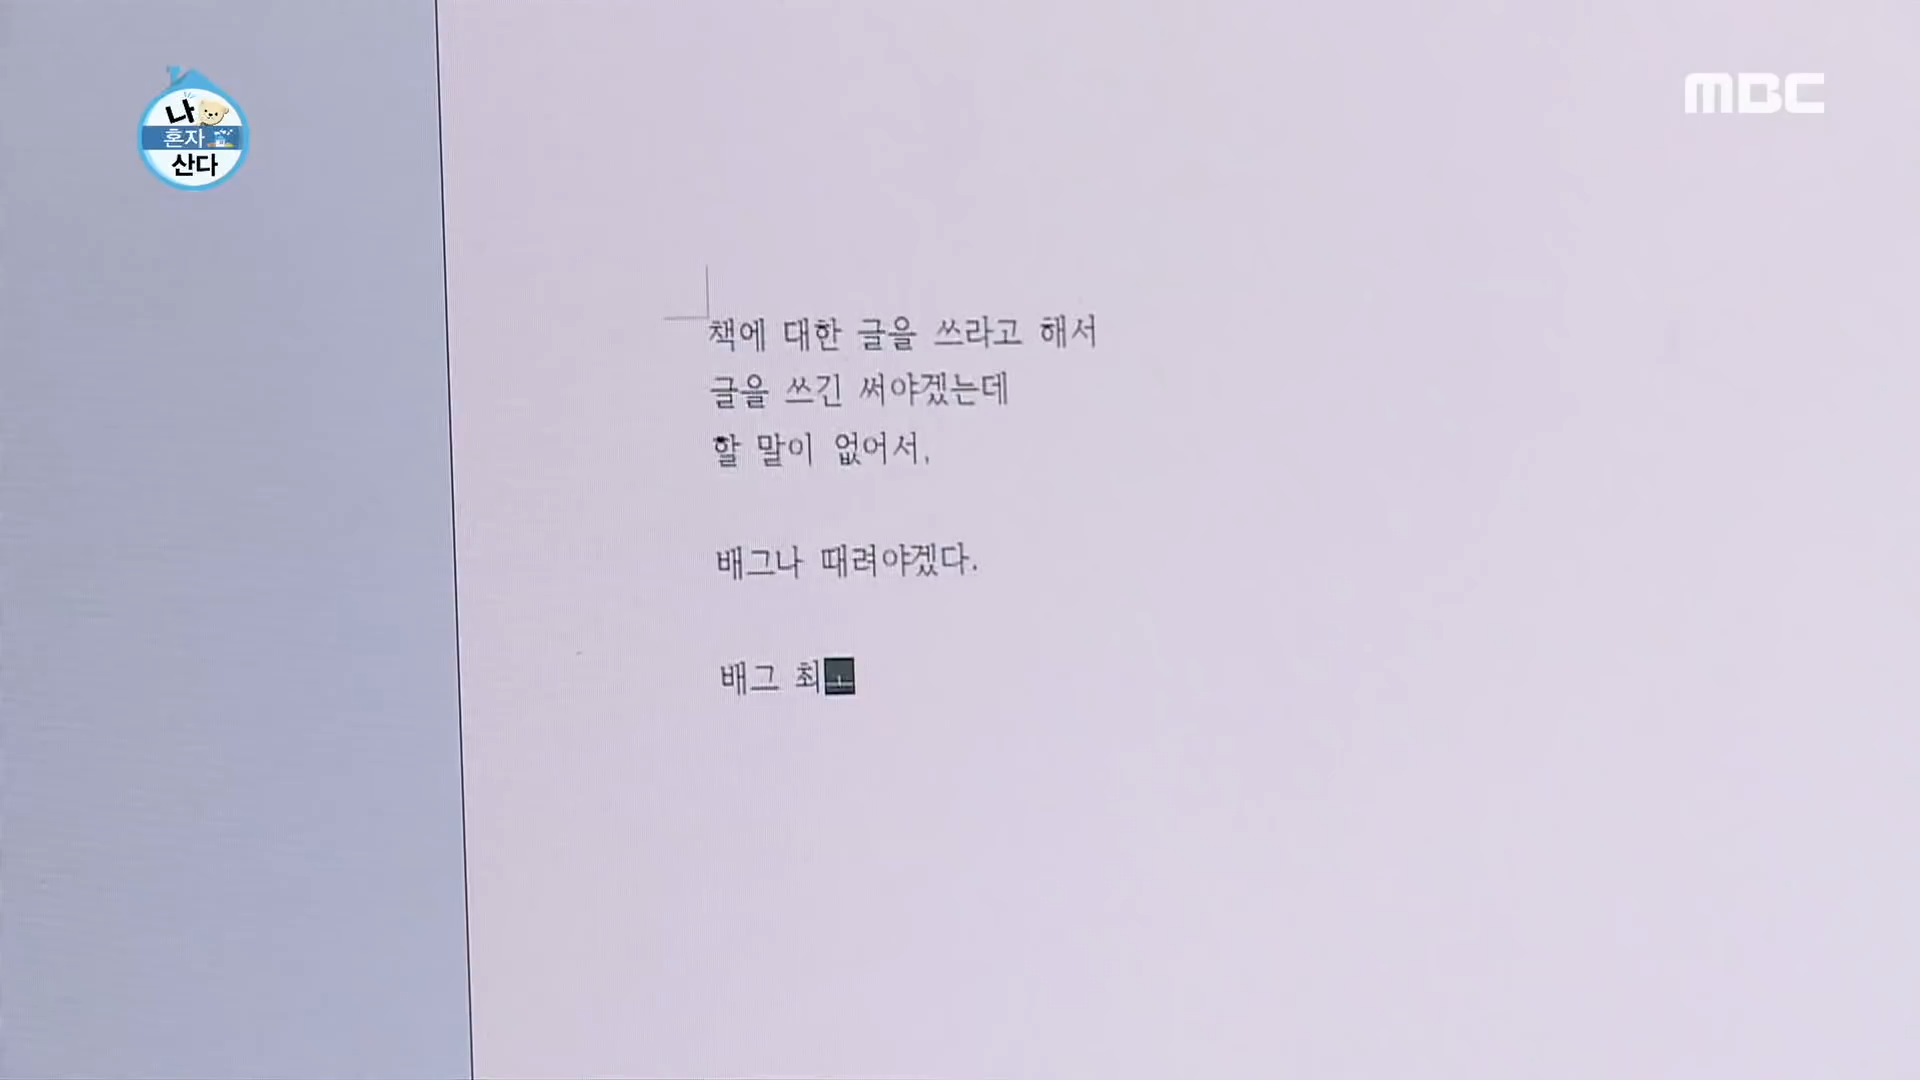 나
혼자
산다
MBC
책에 대한 글을 쓰라고 해서
글을 쓰긴 써야겠는데
할 말이 없어서,
배그나 때려야겠다.
배그 최